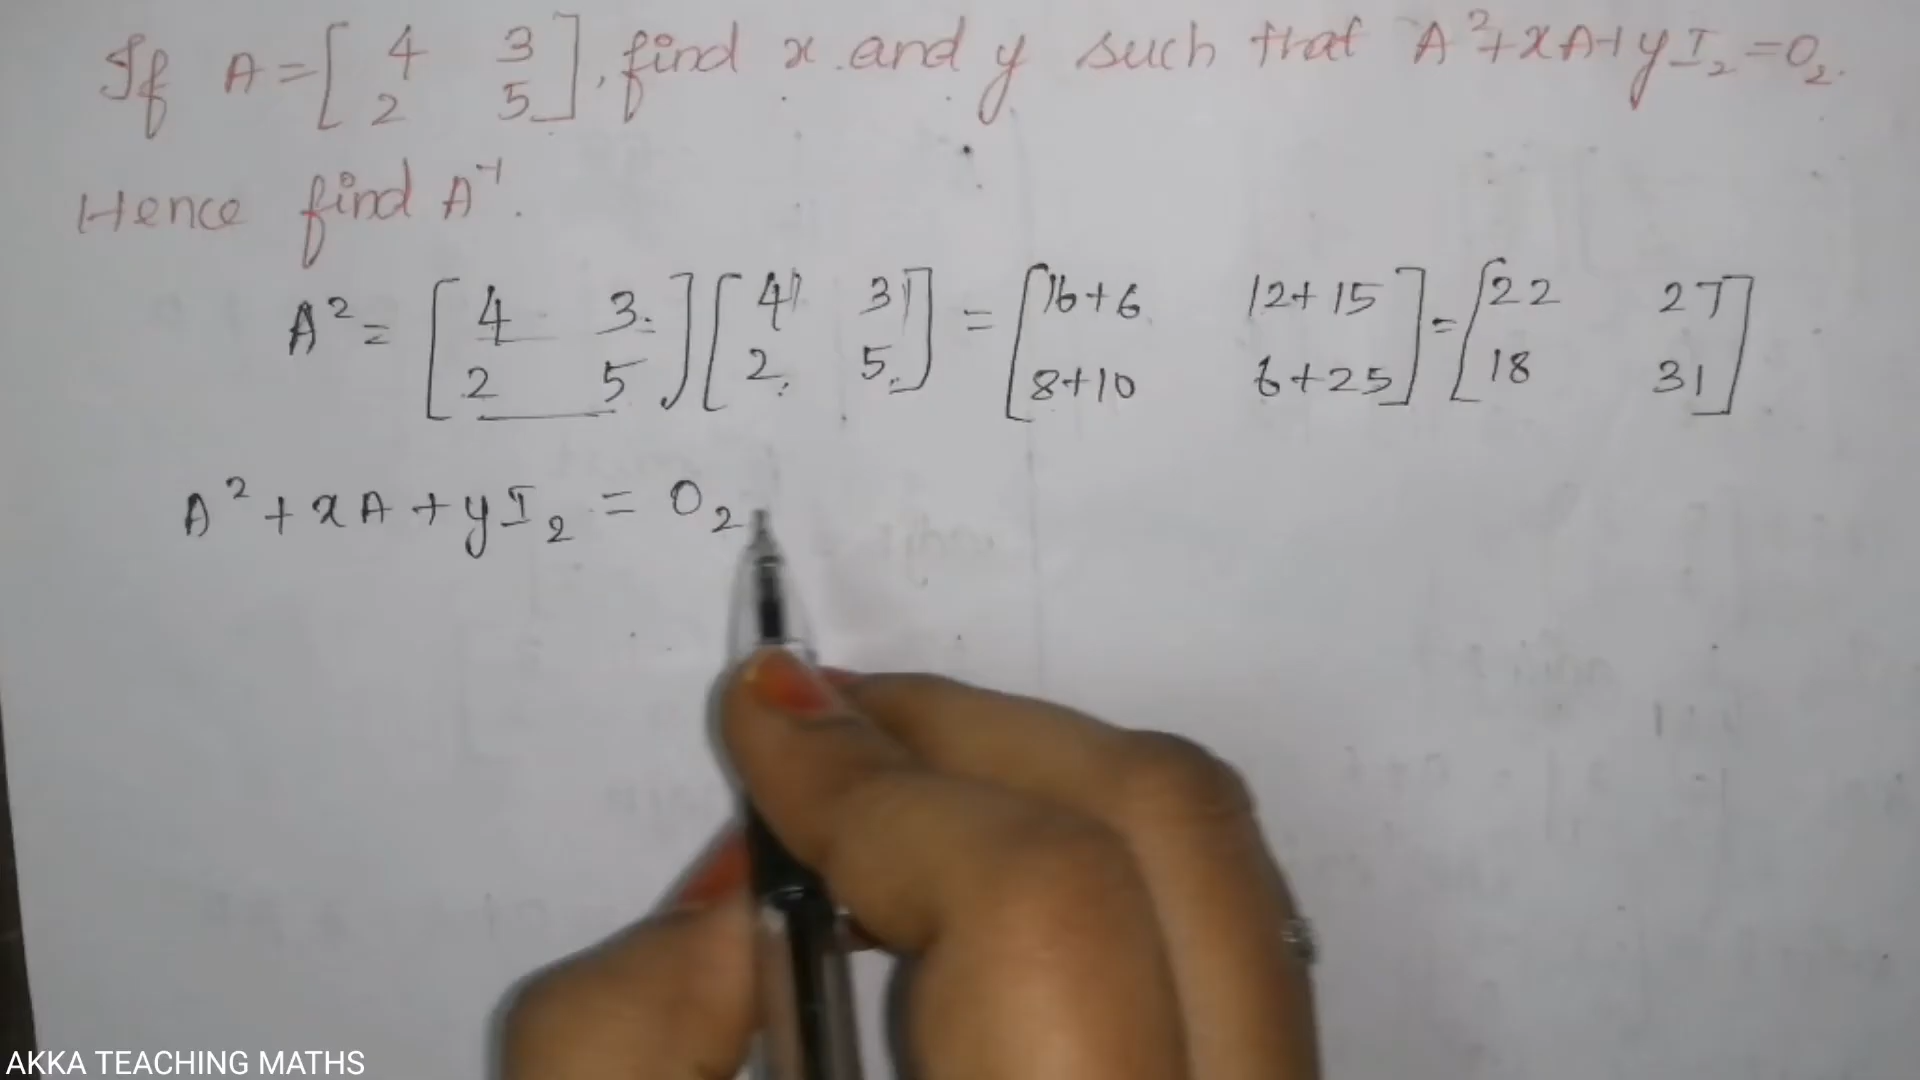 If A = [ 4 3 ], find x and y such that A²+xA+yI₂=O₂.
[ 2 5 ]
Hence find A⁻¹.
A² = [ 4 3 ] [ 4 3 ] = [ 16+6 12+15 ] = [ 22 27 ]
[ 2 5 ] [ 2 5 ] [ 8+10 6+25 ] [ 18 31 ]
A² + xA + yI₂ = O₂
AKKA TEACHING MATHS